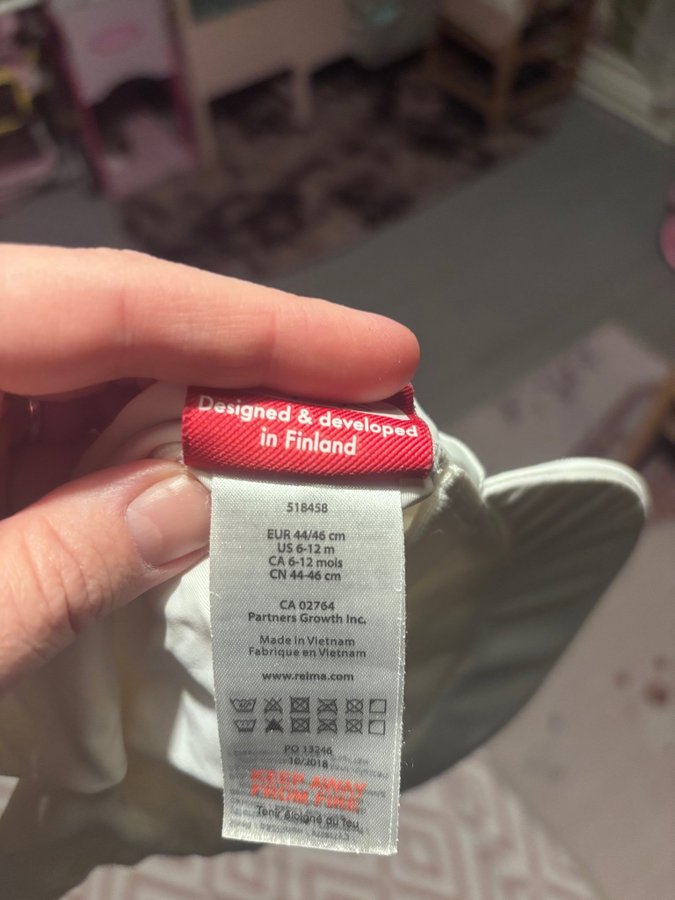 Designed & developed
in Finland
518458
EUR 44/46 cm
US 6-12 m
CA 6-12 mois
CN 44-46 cm
CA 02764
Partners Growth Inc.
Made in Vietnam
Fabrique en Vietnam
www.reima.com
PO 13246
10/2018
KEEP AWAY
FROM FIRE
Tenir éloigné du feu